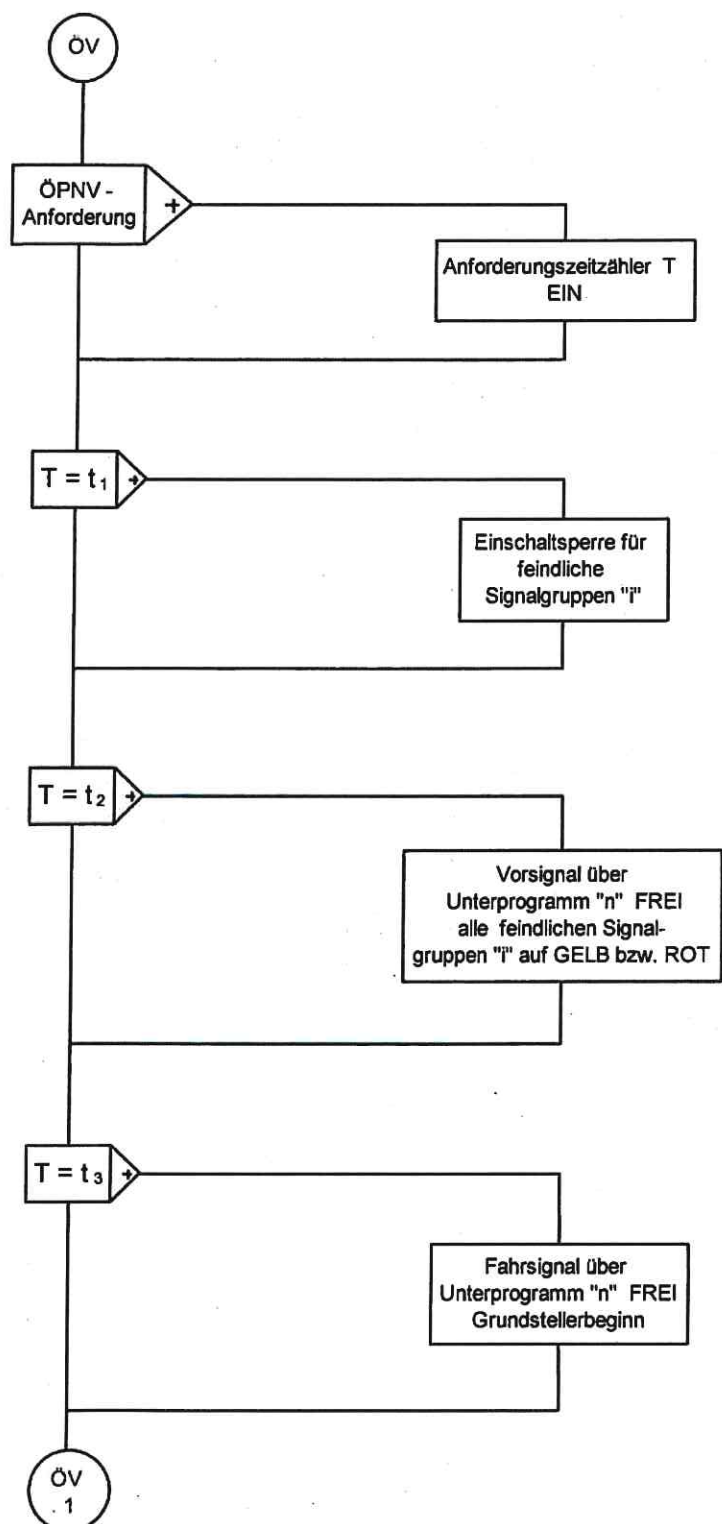 ÖV
ÖPNV -
Anforderung
+
Anforderungszeitzähler T
EIN
T = t₁
+
Einschaltsperre für
feindliche
Signalgruppen "i"
T = t₂
+
Vorsignal über
Unterprogramm "n" FREI
alle feindlichen Signal-
gruppen "i" auf GELB bzw. ROT
T = t₃
+
Fahrsignal über
Unterprogramm "n" FREI
Grundstellerbeginn
ÖV
1